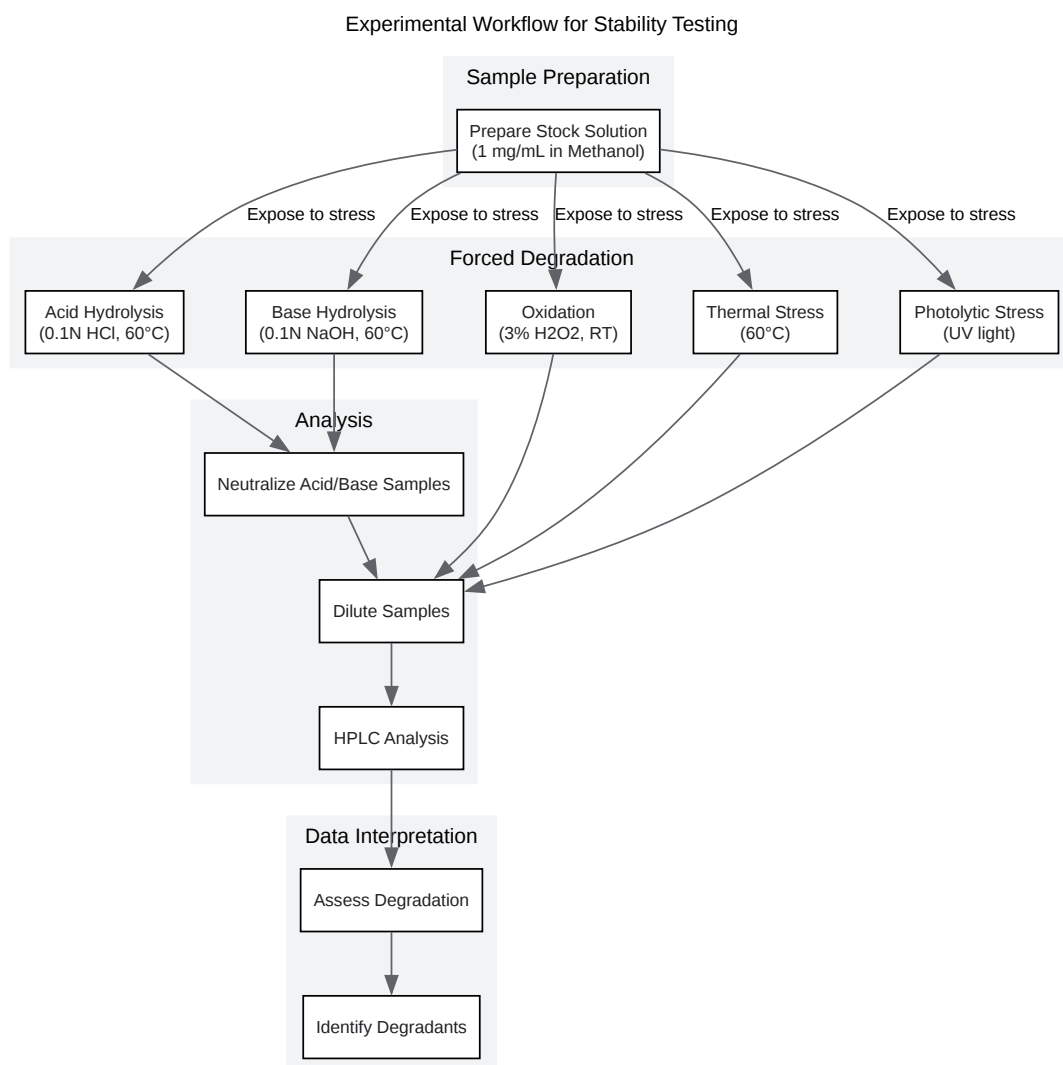 Experimental Workflow for Stability Testing
Sample Preparation
Prepare Stock Solution
(1 mg/mL in Methanol)
Expose to stress
Expose to stress
Expose to stress
Expose to stress
Expose to stress
Forced Degradation
Acid Hydrolysis
(0.1N HCl, 60°C)
Base Hydrolysis
(0.1N NaOH, 60°C)
Oxidation
(3% H2O2, RT)
Thermal Stress
(60°C)
Photolytic Stress
(UV light)
Analysis
Neutralize Acid/Base Samples
Dilute Samples
HPLC Analysis
Data Interpretation
Assess Degradation
Identify Degradants